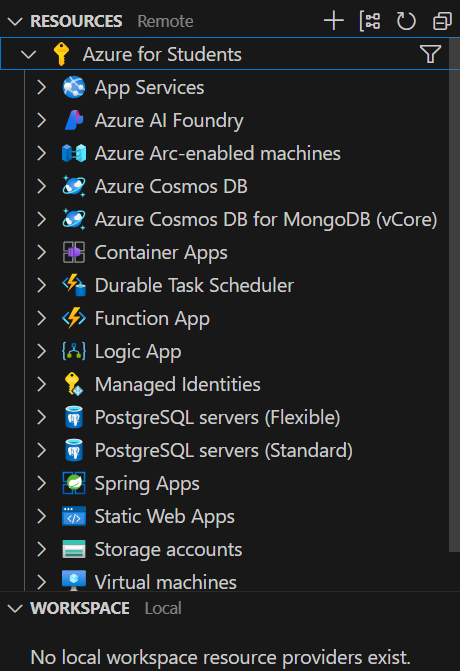 RESOURCES Remote
Azure for Students
App Services
Azure AI Foundry
Azure Arc-enabled machines
Azure Cosmos DB
Azure Cosmos DB for MongoDB (vCore)
Container Apps
Durable Task Scheduler
Function App
Logic App
Managed Identities
PostgreSQL servers (Flexible)
PostgreSQL servers (Standard)
Spring Apps
Static Web Apps
Storage accounts
Virtual machines
WORKSPACE Local
No local workspace resource providers exist.